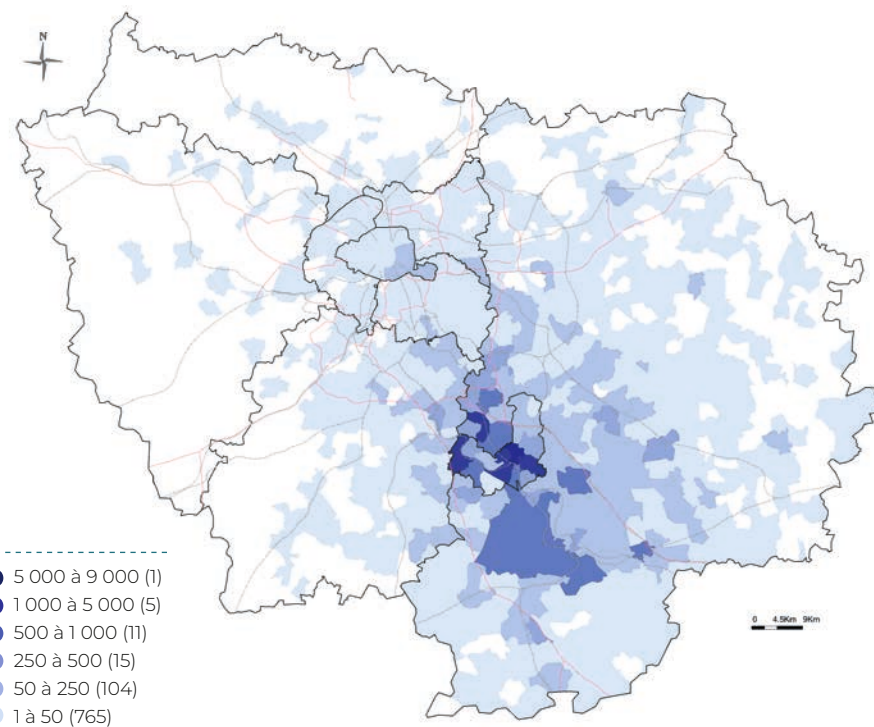 N
0 4.5Km 9Km
5 000 à 9 000 (1)
1 000 à 5 000 (5)
500 à 1 000 (11)
250 à 500 (15)
50 à 250 (104)
1 à 50 (765)